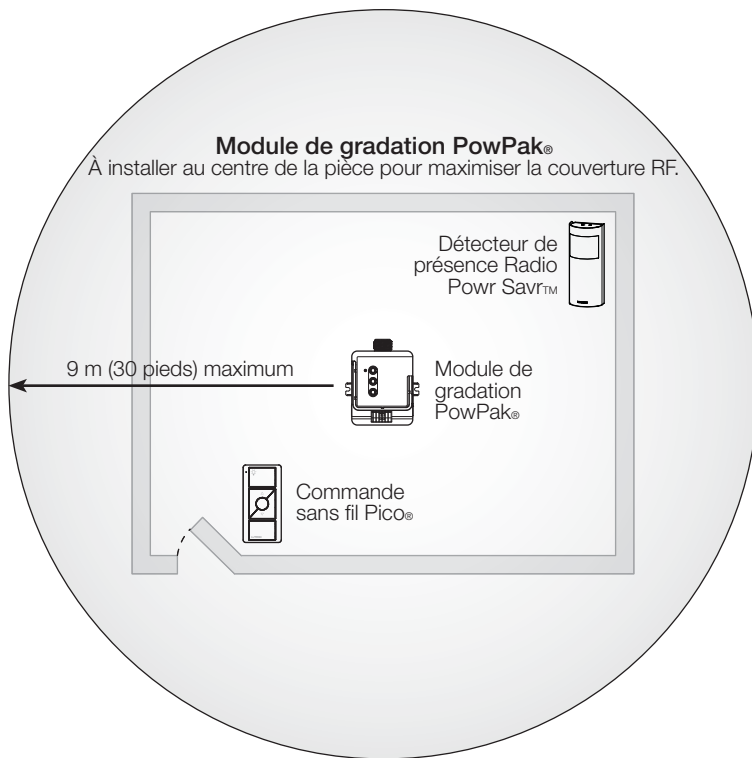 Module de gradation PowPak®
À installer au centre de la pièce pour maximiser la couverture RF.
Détecteur de
présence Radio
Powr Savr™
9 m (30 pieds) maximum
Module de
gradation
PowPak®
Commande
sans fil Pico®